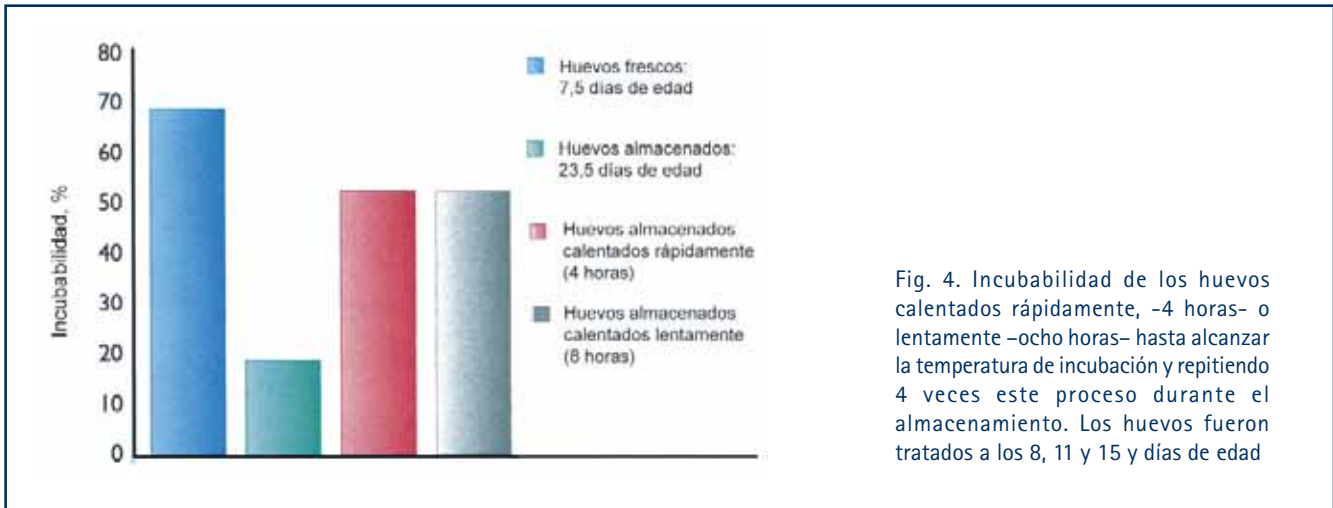 80
70
60
50
40
30
20
10
0
Incubabilidad, %
Huevos frescos:
7,5 días de edad
Huevos almacenados:
23,5 días de edad
Huevos almacenados
calentados rápidamente
(4 horas)
Huevos almacenados
calentados lentamente
(8 horas)
Fig. 4. Incubabilidad de los huevos
calentados rápidamente, -4 horas- o
lentamente –ocho horas– hasta alcanzar
la temperatura de incubación y repitiendo
4 veces este proceso durante el
almacenamiento. Los huevos fueron
tratados a los 8, 11 y 15 y días de edad